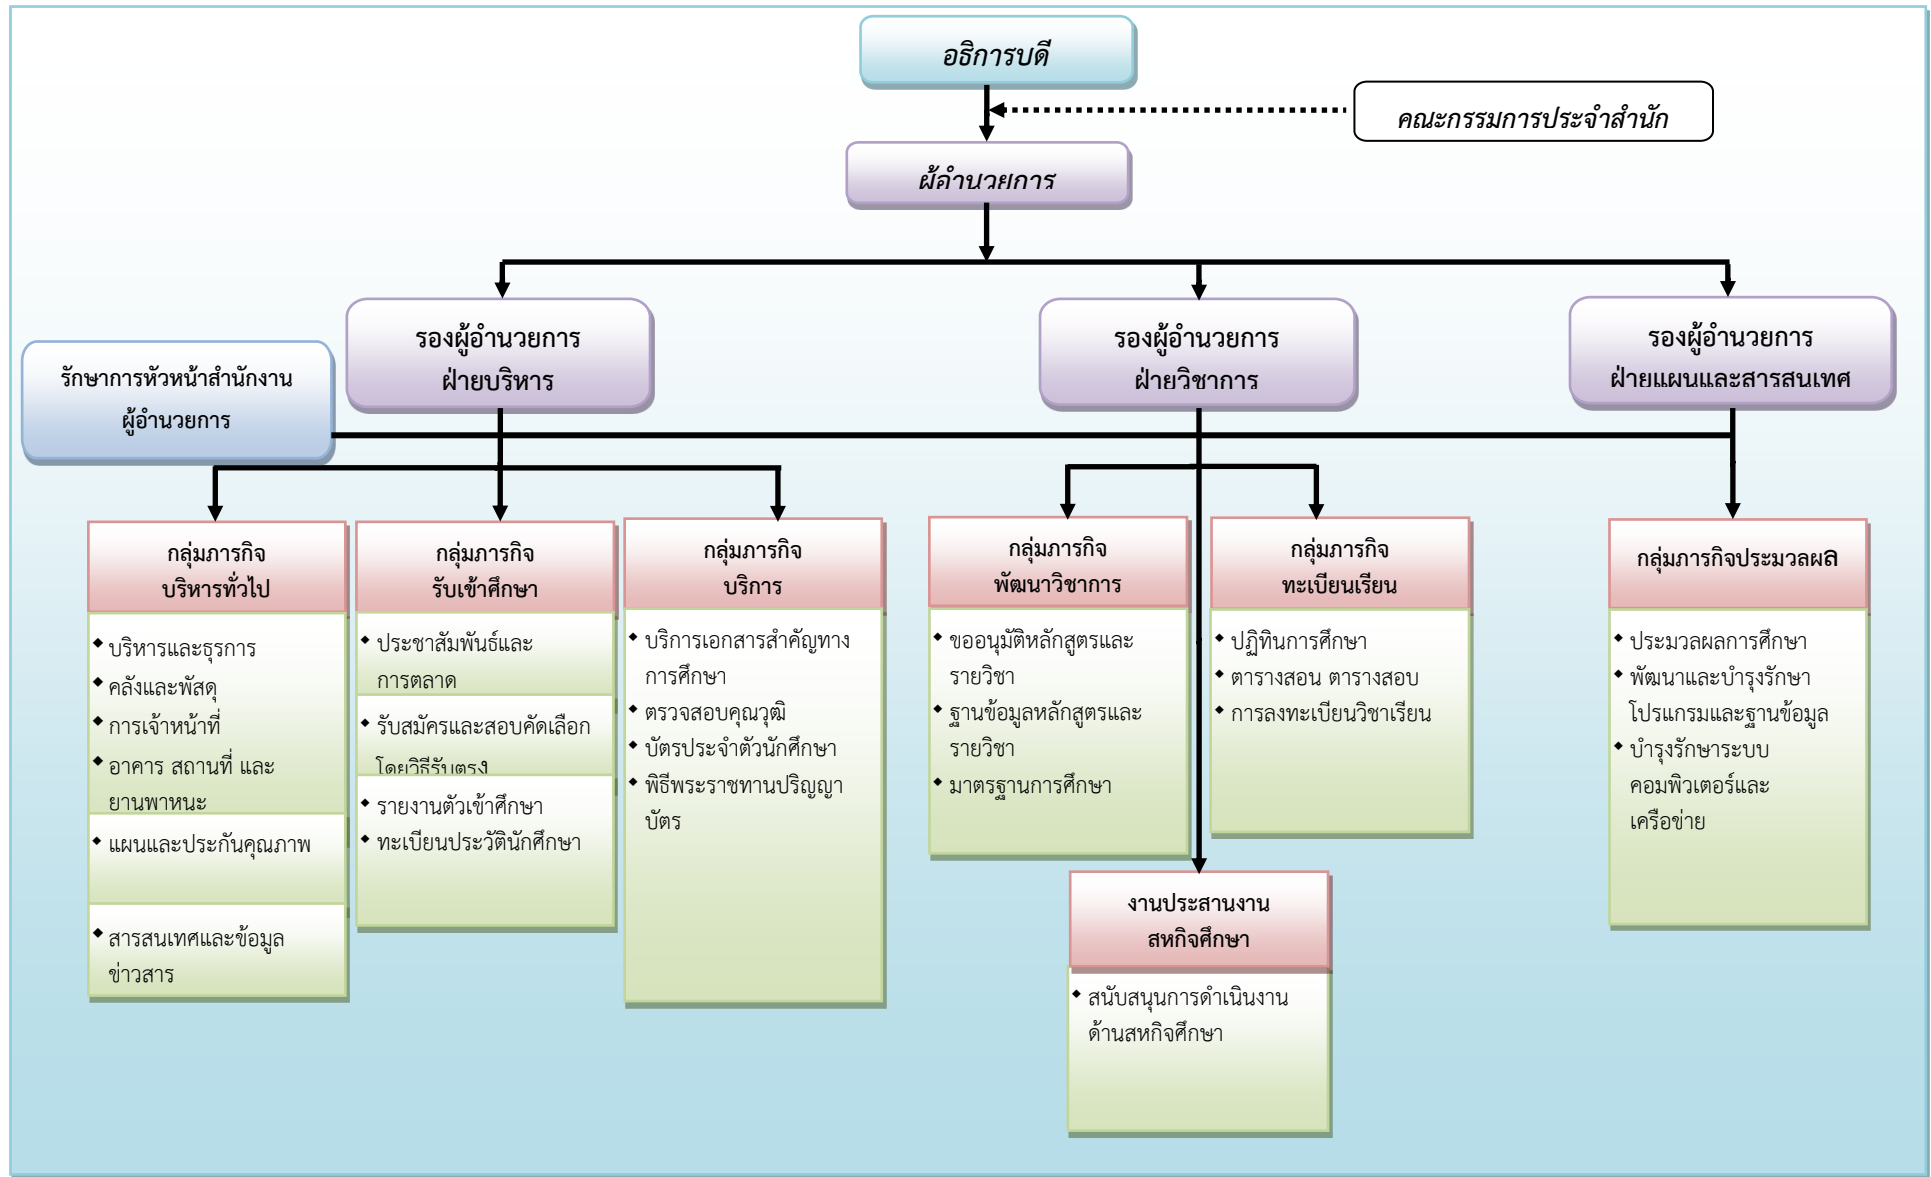 อธิการบดี
คณะกรรมการประจำสำนัก
ผู้อำนวยการ
รองผู้อำนวยการ
ฝ่ายบริหาร
รองผู้อำนวยการ
ฝ่ายวิชาการ
รองผู้อำนวยการ
ฝ่ายแผนและสารสนเทศ
รักษาการหัวหน้าสำนักงาน
ผู้อำนวยการ
กลุ่มภารกิจ
บริหารทั่วไป
◆ บริหารและธุรการ
◆ คลังและพัสดุ
◆ การเจ้าหน้าที่
◆ อาคาร สถานที่ และ
ยานพาหนะ
◆ แผนและประกันคุณภาพ
◆ สารสนเทศและข้อมูล
ข่าวสาร
กลุ่มภารกิจ
รับเข้าศึกษา
◆ ประชาสัมพันธ์และ
การตลาด
◆ รับสมัครและสอบคัดเลือก
โดยวิธีรับตรง
◆ รายงานตัวเข้าศึกษา
◆ ทะเบียนประวัตินักศึกษา
กลุ่มภารกิจ
บริการ
◆ บริการเอกสารสำคัญทาง
การศึกษา
◆ ตรวจสอบคุณวุฒิ
◆ บัตรประจำตัวนักศึกษา
◆ พิธีพระราชทานปริญญา
บัตร
กลุ่มภารกิจ
พัฒนาวิชาการ
◆ ขออนุมัติหลักสูตรและ
รายวิชา
◆ ฐานข้อมูลหลักสูตรและ
รายวิชา
◆ มาตรฐานการศึกษา
กลุ่มภารกิจ
ทะเบียนเรียน
◆ ปฏิทินการศึกษา
◆ ตารางสอน ตารางสอบ
◆ การลงทะเบียนวิชาเรียน
งานประสานงาน
สหกิจศึกษา
◆ สนับสนุนการดำเนินงาน
ด้านสหกิจศึกษา
กลุ่มภารกิจประมวลผล
◆ ประมวลผลการศึกษา
◆ พัฒนาและบำรุงรักษา
โปรแกรมและฐานข้อมูล
◆ บำรุงรักษาระบบ
คอมพิวเตอร์และ
เครือข่าย